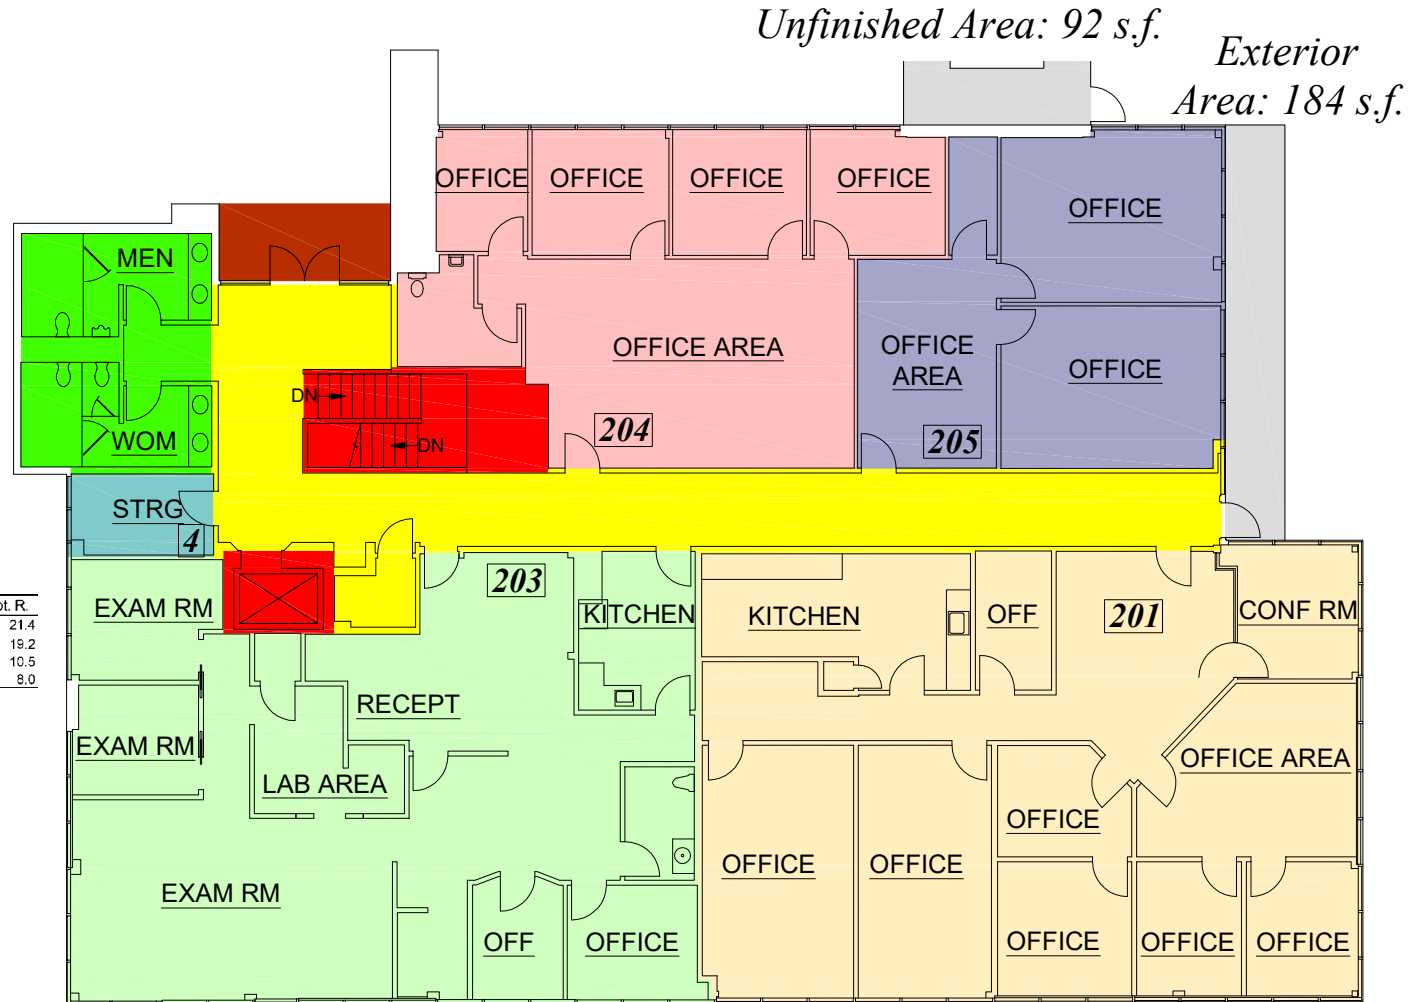 Unfinished Area: 92 s.f.
Exterior
Area: 184 s.f.
OFFICE
OFFICE
OFFICE
OFFICE
OFFICE
MEN
OFFICE AREA
OFFICE
AREA
OFFICE
DN
DN
WOM
204
205
STRG
4
203
201
EXAM RM
KITCHEN
KITCHEN
OFF
CONF RM
ot. R.
21.4
19.2
10.5
8.0
RECEPT
EXAM RM
LAB AREA
OFFICE AREA
OFFICE
OFFICE
OFFICE
EXAM RM
OFF
OFFICE
OFFICE
OFFICE
OFFICE